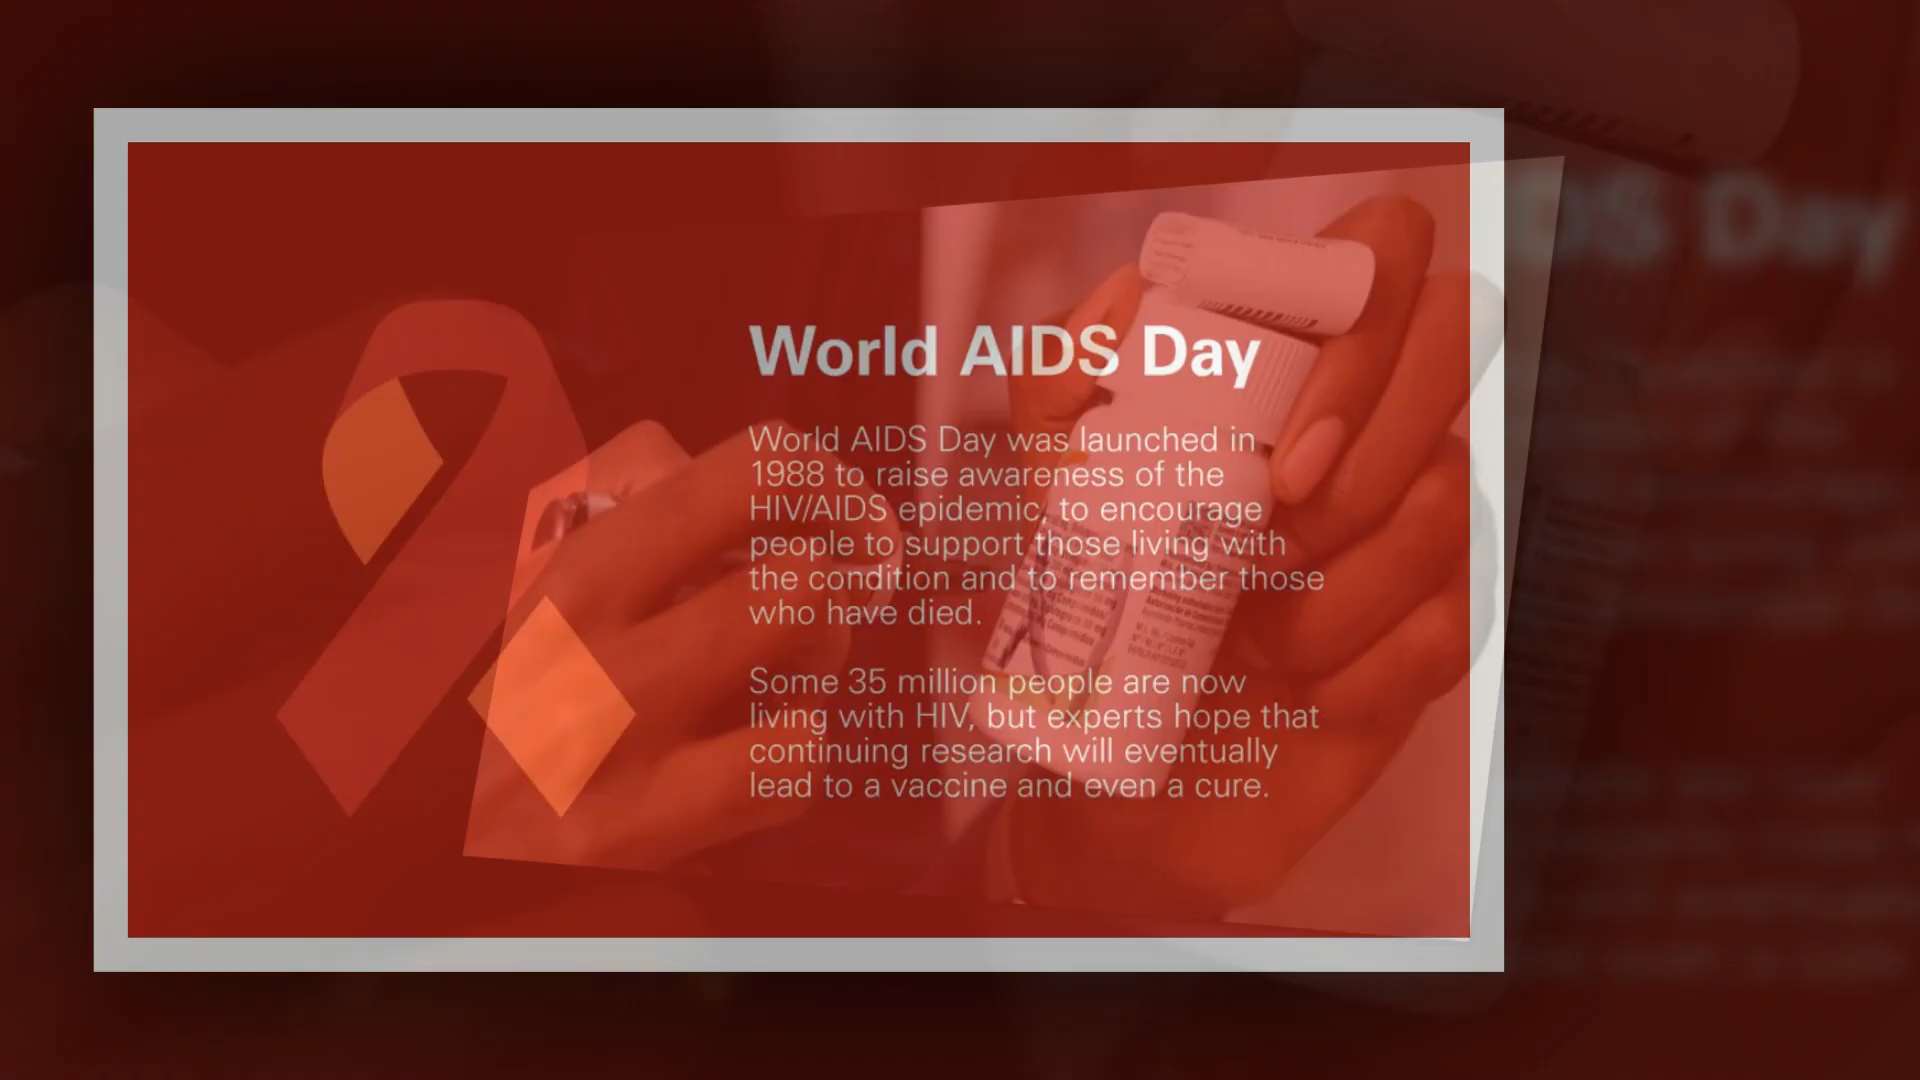 World AIDS Day
World AIDS Day was launched in
1988 to raise awareness of the
HIV/AIDS epidemic, to encourage
people to support those living with
the condition and to remember those
who have died.
Some 35 million people are now
living with HIV, but experts hope that
continuing research will eventually
lead to a vaccine and even a cure.
DS Day